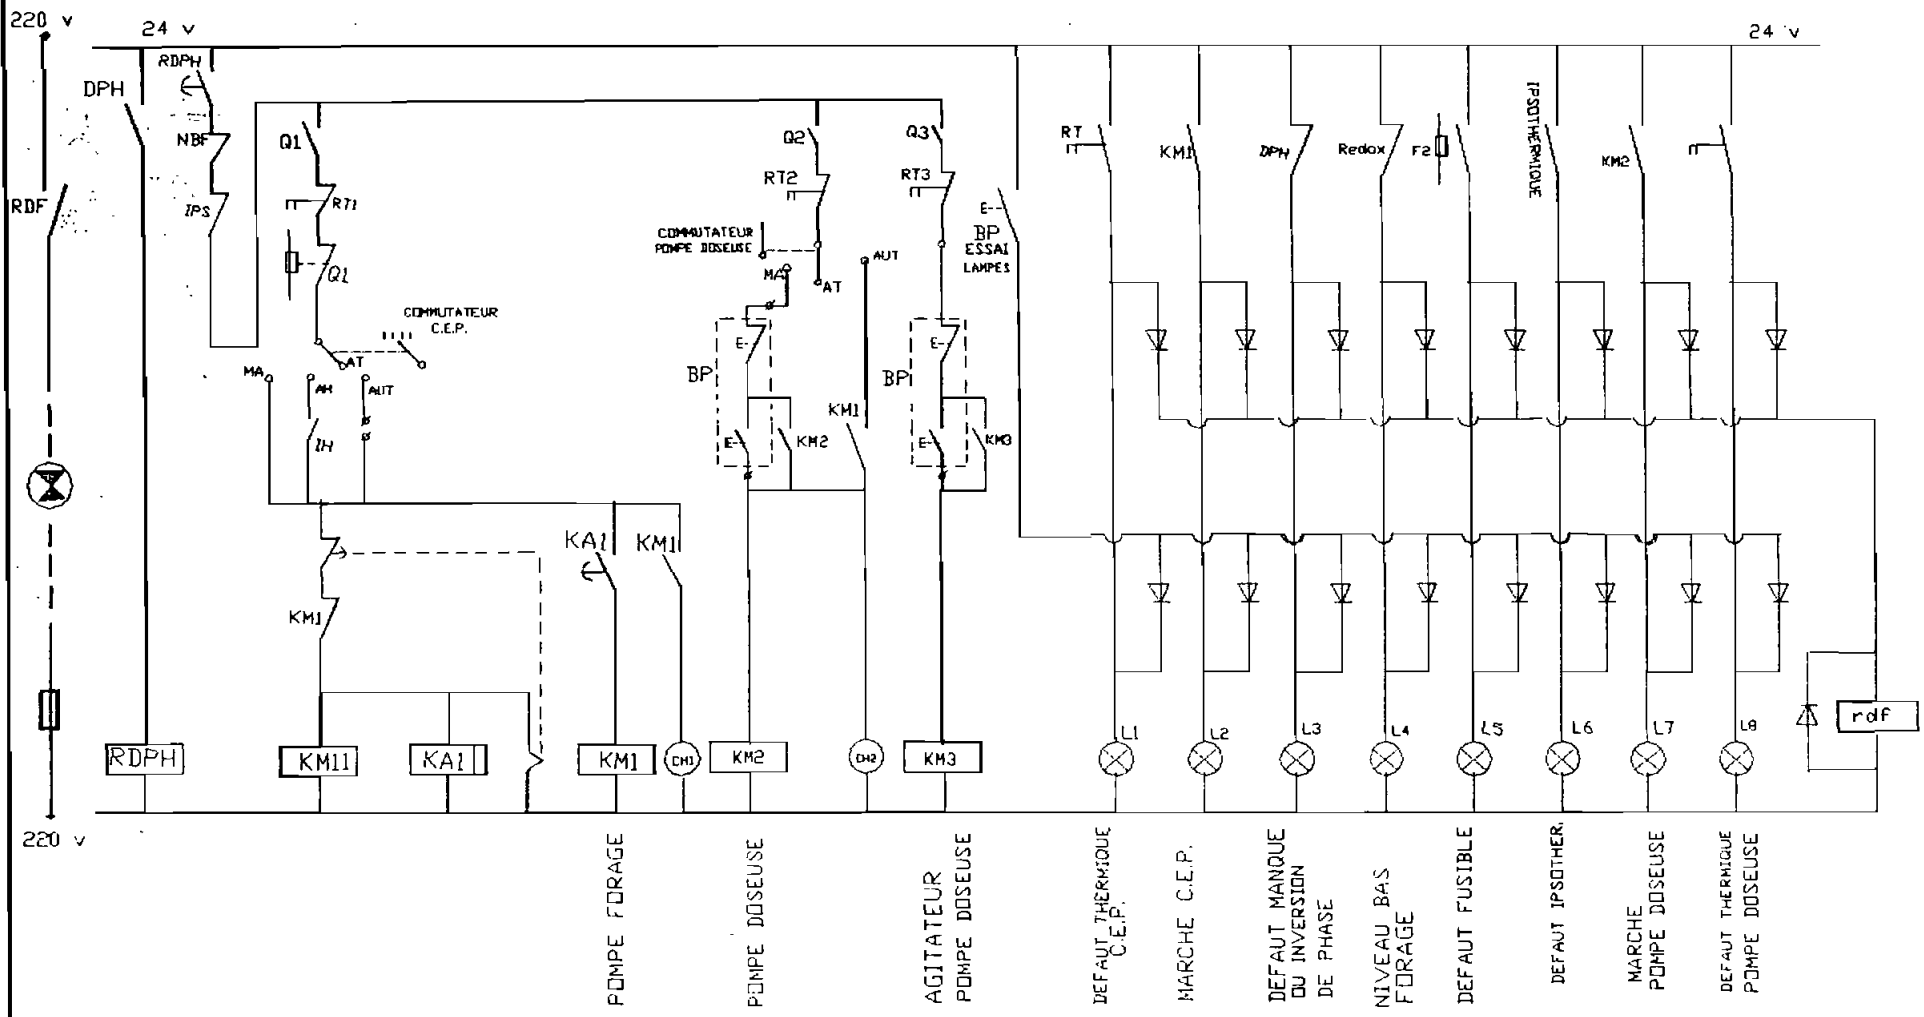 220 v
24 v
24 v
RDPH
DPH
NBF
IPS
RDF
Q1
RT1
Q1
COMMUTATEUR
C.E.P.
MA
AT
AH
AUT
IH
Q2
RT2
COMMUTATEUR
POMPE DOSEUSE
MA
AT
AUT
Q3
RT3
E
BP
ESSAI
LAMPES
E
BP
E
KM2
KM1
E
BP
E
KM3
RT
KM1
DPH
Redox
F2
IPSOTHERMIQUE
KM2
KM1
KA1
KM1
RDPH
KM11
KA1
KM1
CH1
KM2
CH2
KM3
L1
L2
L3
L4
L5
L6
L7
L8
rdf
220 v
POMPE FORAGE
POMPE DOSEUSE
AGITATEUR
POMPE DOSEUSE
DEFAUT THERMIQUE
C.E.P.
MARCHE C.E.P.
DEFAUT MANQUE
OU INVERSION
DE PHASE
NIVEAU BAS
FORAGE
DEFAUT FUSIBLE
DEFAUT IPSOTHER.
MARCHE
POMPE DOSEUSE
DEFAUT THERMIQUE
POMPE DOSEUSE